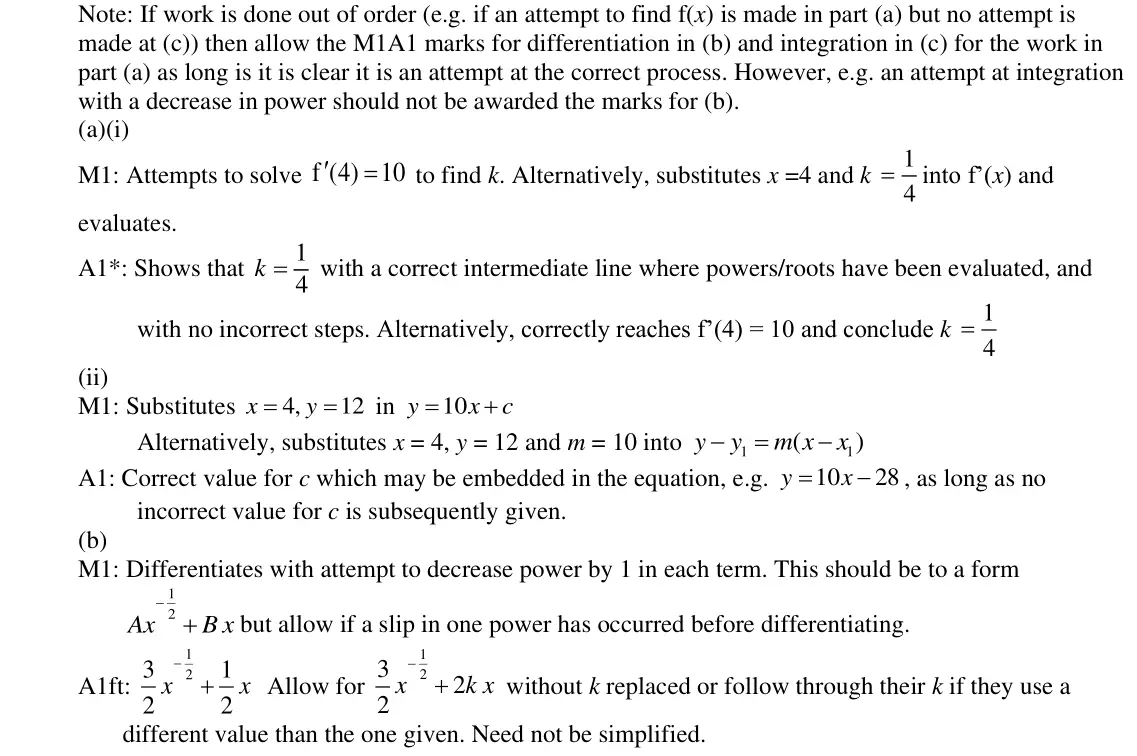 Note: If work is done out of order (e.g. if an attempt to find f(x) is made in part (a) but no attempt is
made at (c)) then allow the M1A1 marks for differentiation in (b) and integration in (c) for the work in
part (a) as long is it is clear it is an attempt at the correct process. However, e.g. an attempt at integration
with a decrease in power should not be awarded the marks for (b).
(a)(i)
M1: Attempts to solve f′(4) = 10 to find k. Alternatively, substitutes x =4 and k = 1/4 into f’(x) and
evaluates.
A1*: Shows that k = 1/4 with a correct intermediate line where powers/roots have been evaluated, and
with no incorrect steps. Alternatively, correctly reaches f’(4) = 10 and conclude k = 1/4
(ii)
M1: Substitutes x = 4, y = 12 in y = 10x + c
Alternatively, substitutes x = 4, y = 12 and m = 10 into y − y₁ = m(x − x₁)
A1: Correct value for c which may be embedded in the equation, e.g. y = 10x − 28 , as long as no
incorrect value for c is subsequently given.
(b)
M1: Differentiates with attempt to decrease power by 1 in each term. This should be to a form
Ax^(−1/2) + B x but allow if a slip in one power has occurred before differentiating.
A1ft: 3/2 x^(−1/2) + 1/2 x Allow for 3/2 x^(−1/2) + 2k x without k replaced or follow through their k if they use a
different value than the one given. Need not be simplified.